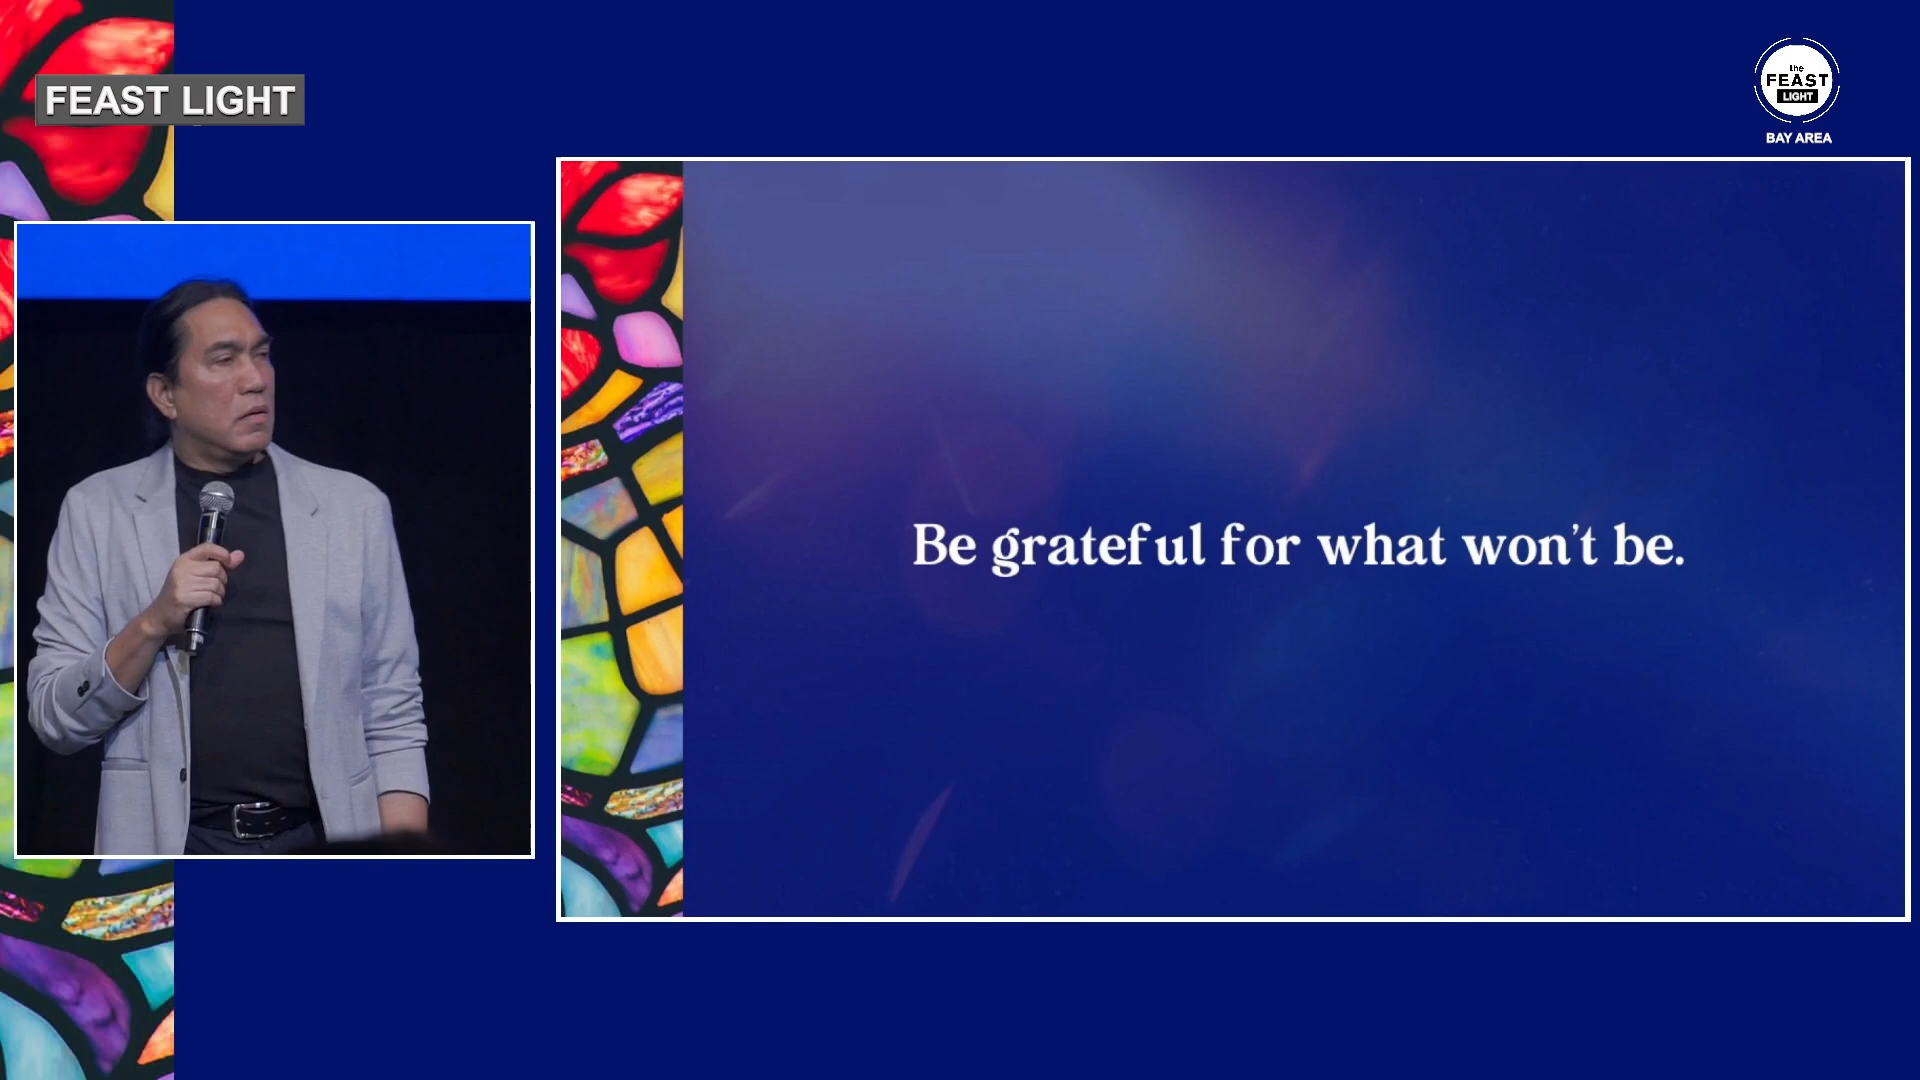 FEAST LIGHT
the
FEAST
LIGHT
BAY AREA
Be grateful for what won't be.